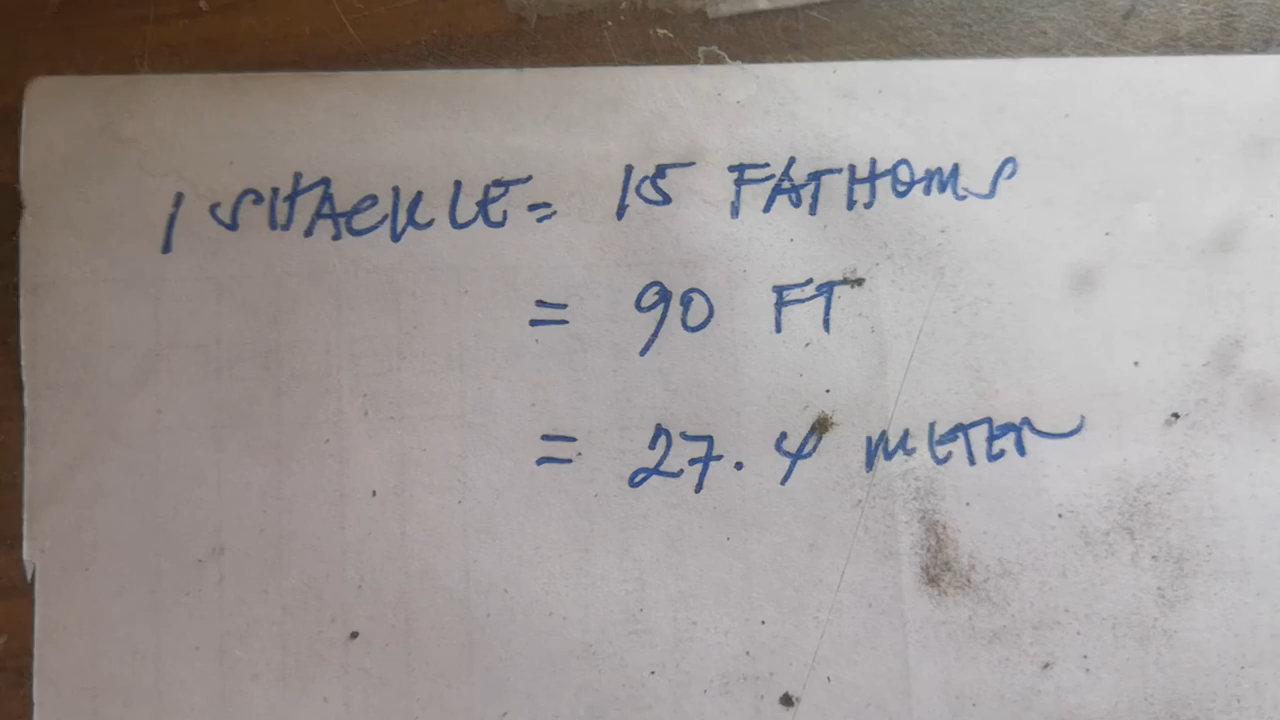 1 SHACKLE = 15 FATHOMS
= 90 FT
= 27.4 METER